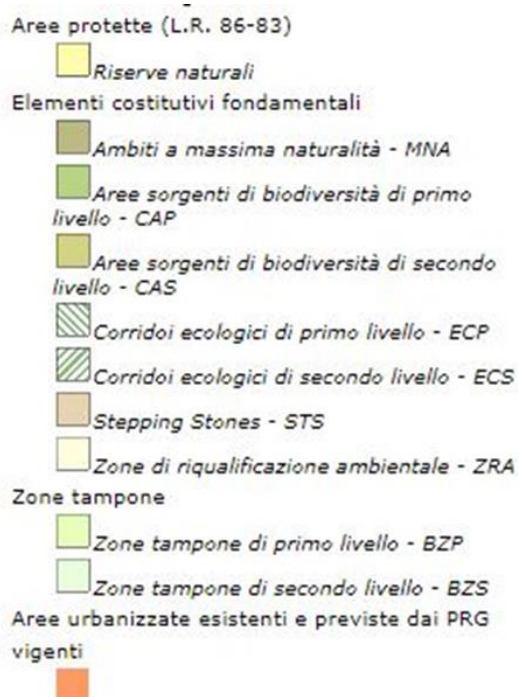 Aree protette (L.R. 86-83)
Riserve naturali
Elementi costitutivi fondamentali
Ambiti a massima naturalità - MNA
Aree sorgenti di biodiversità di primo
livello - CAP
Aree sorgenti di biodiversità di secondo
livello - CAS
Corridoi ecologici di primo livello - ECP
Corridoi ecologici di secondo livello - ECS
Stepping Stones - STS
Zone di riqualificazione ambientale - ZRA
Zone tampone
Zone tampone di primo livello - BZP
Zone tampone di secondo livello - BZS
Aree urbanizzate esistenti e previste dai PRG
vigenti